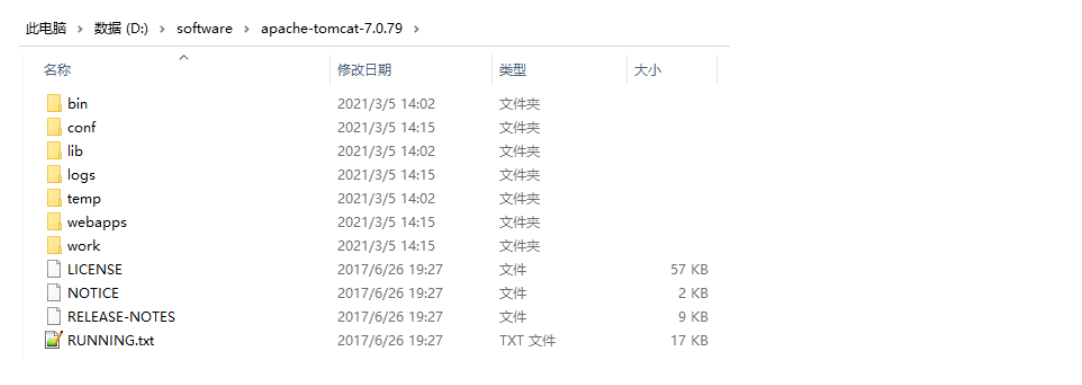 此电脑 › 数据 (D:) › software › apache-tomcat-7.0.79 ›
名称 修改日期 类型 大小
bin 2021/3/5 14:02 文件夹
conf 2021/3/5 14:15 文件夹
lib 2021/3/5 14:02 文件夹
logs 2021/3/5 14:15 文件夹
temp 2021/3/5 14:02 文件夹
webapps 2021/3/5 14:15 文件夹
work 2021/3/5 14:15 文件夹
LICENSE 2017/6/26 19:27 文件 57 KB
NOTICE 2017/6/26 19:27 文件 2 KB
RELEASE-NOTES 2017/6/26 19:27 文件 9 KB
RUNNING.txt 2017/6/26 19:27 TXT 文件 17 KB